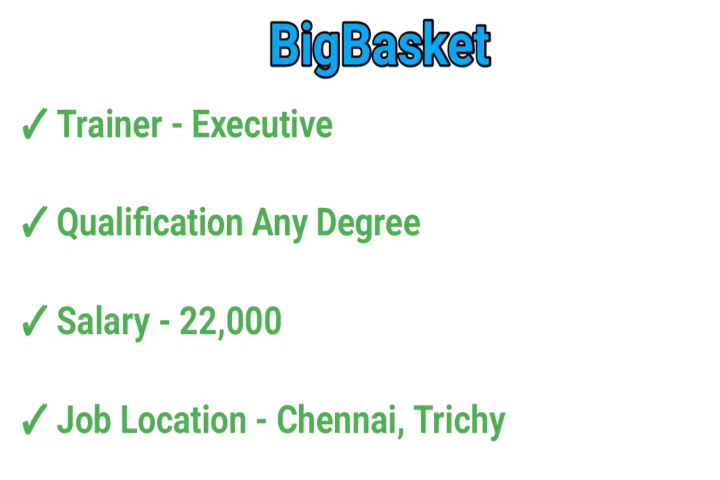 BigBasket
✓ Trainer - Executive
✓ Qualification Any Degree
✓ Salary - 22,000
✓ Job Location - Chennai, Trichy